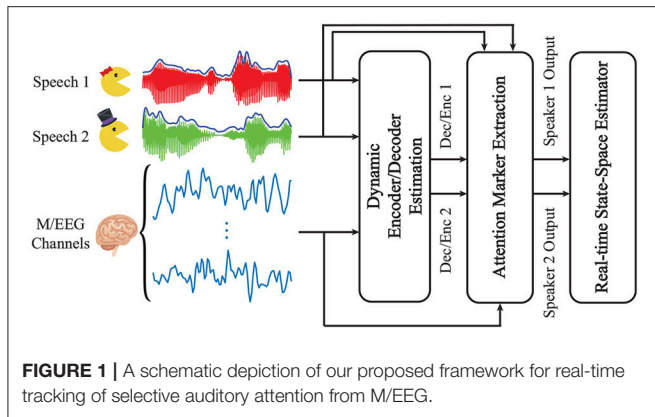 Speech 1
Speech 2
M/EEG
Channels
Dynamic
Encoder/Decoder
Estimation
Dec/Enc 1
Dec/Enc 2
Attention Marker Extraction
Speaker 1 Output
Speaker 2 Output
Real-time State-Space Estimator
FIGURE 1 | A schematic depiction of our proposed framework for real-time
tracking of selective auditory attention from M/EEG.